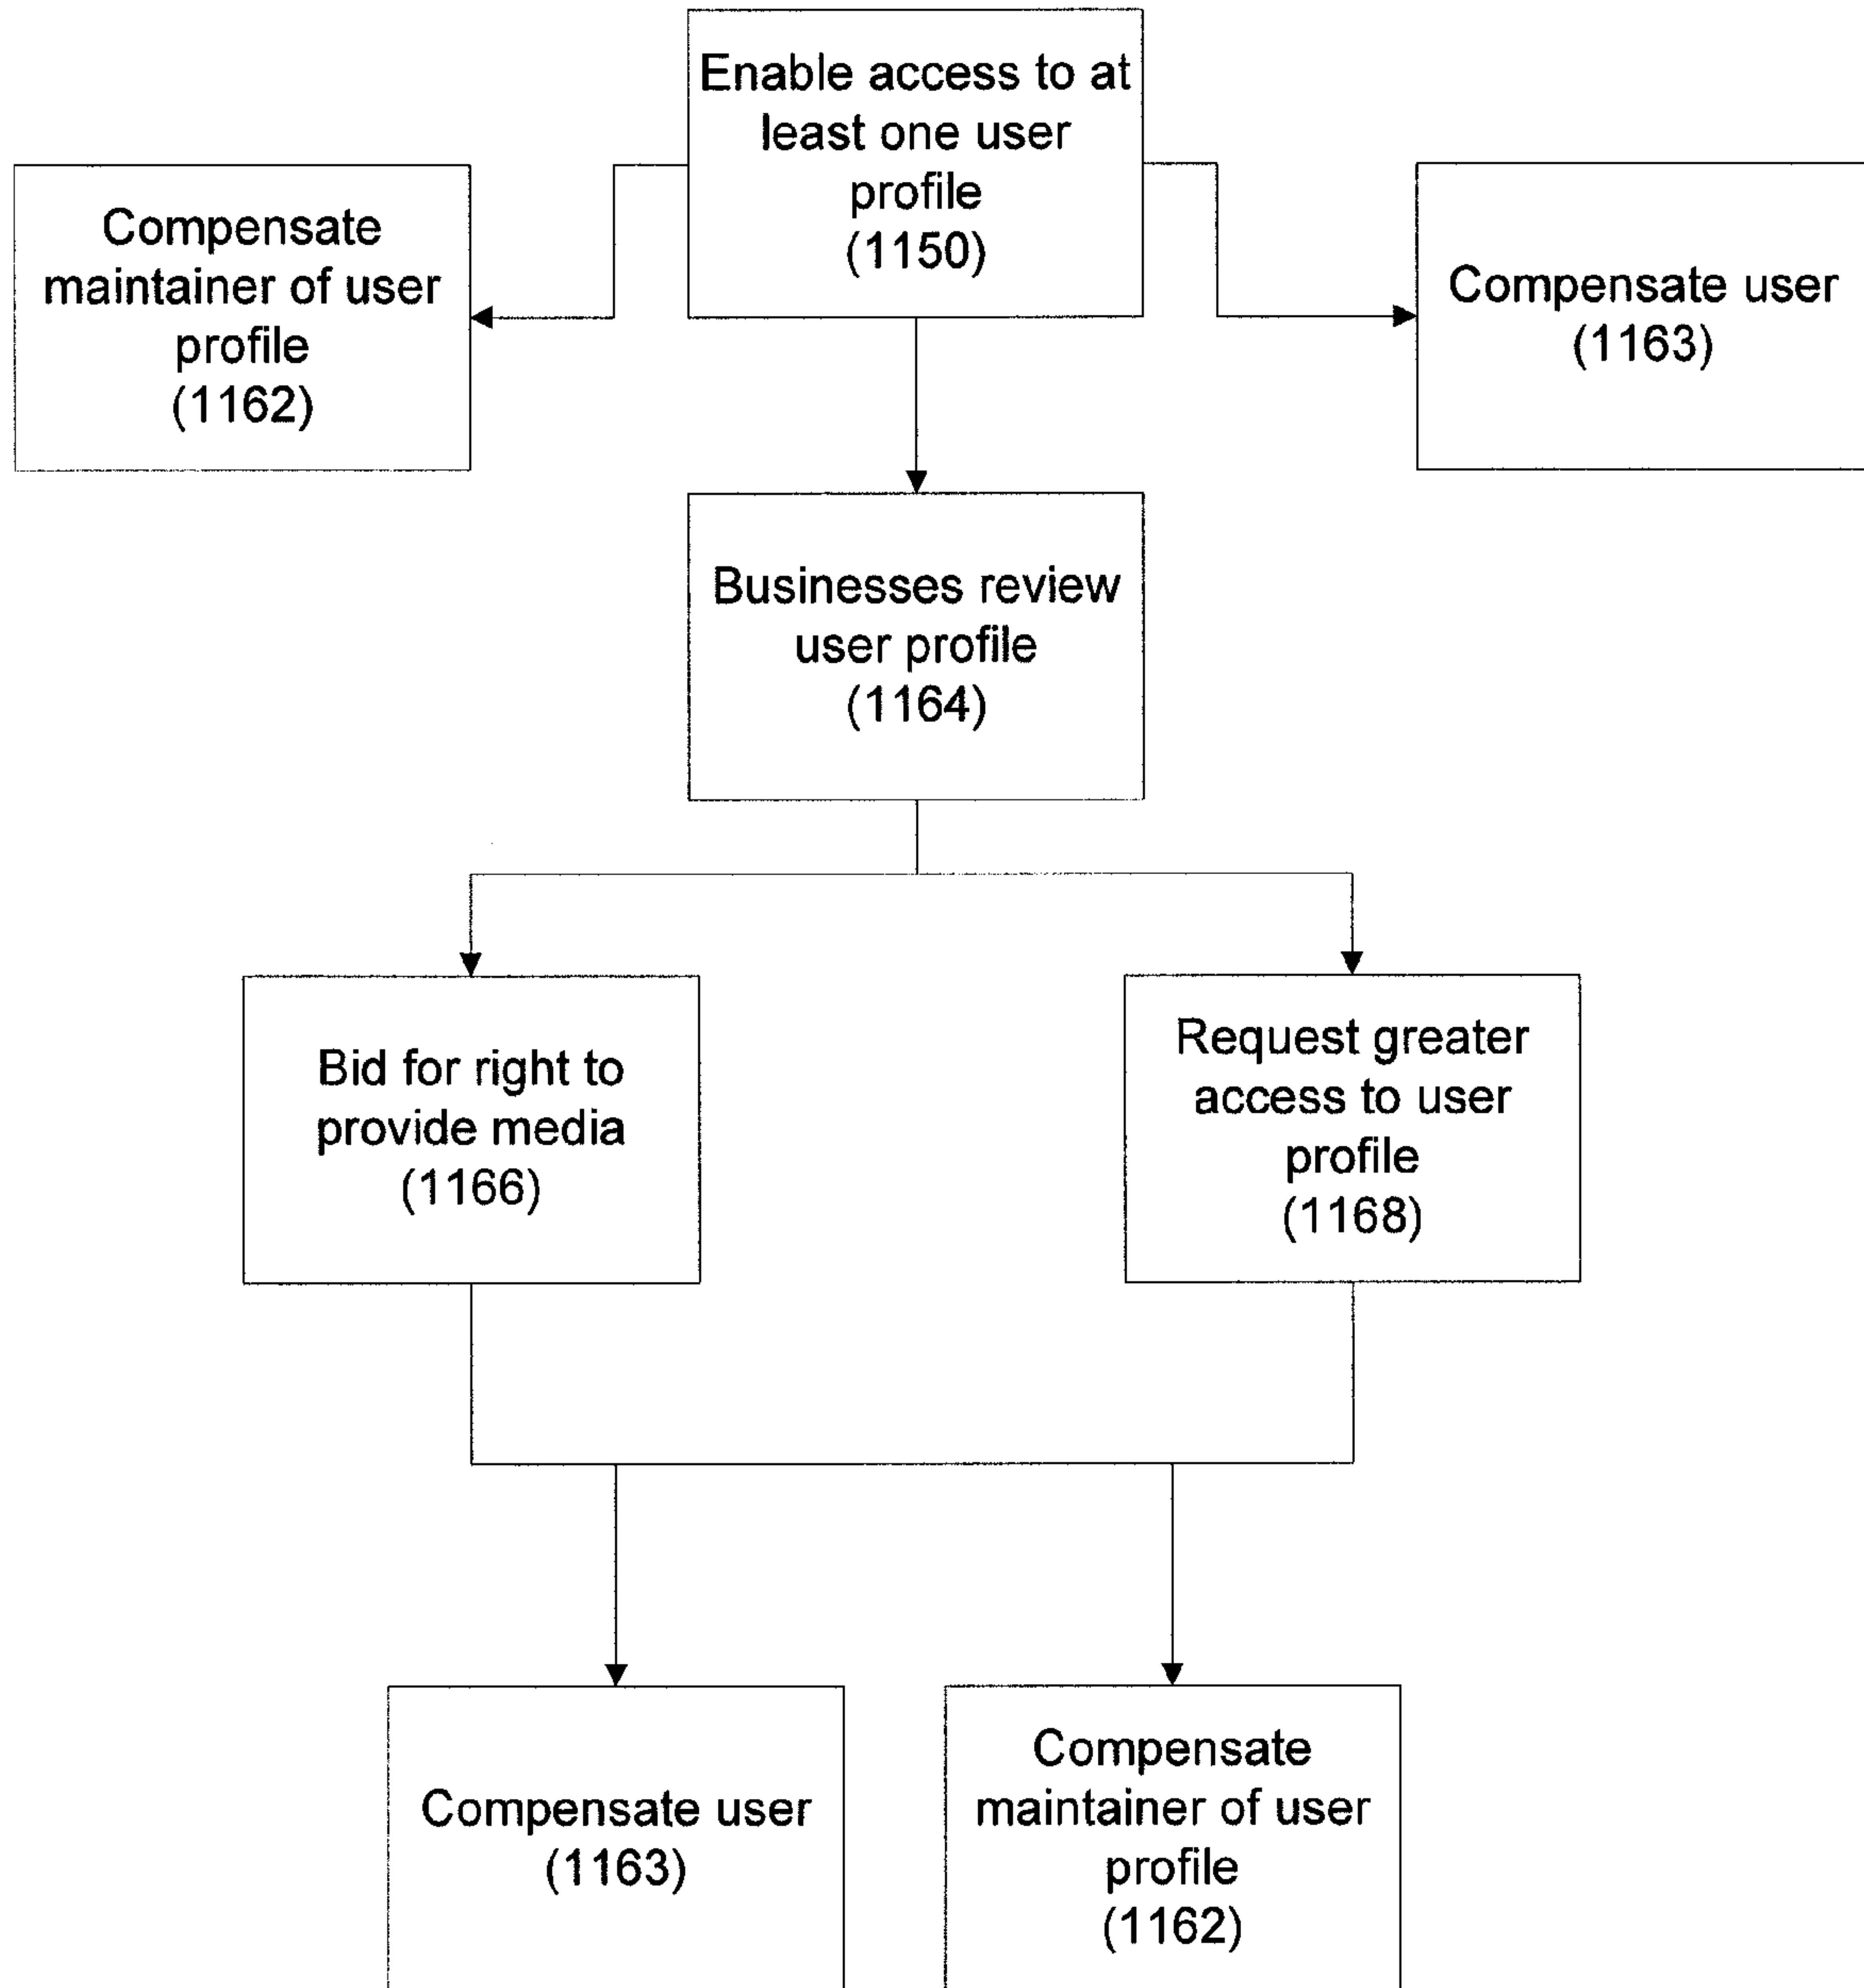 Enable access to at
least one user
profile
(1150)
Compensate
maintainer of user
profile
(1162)
Compensate user
(1163)
Businesses review
user profile
(1164)
Bid for right to
provide media
(1166)
Request greater
access to user
profile
(1168)
Compensate user
(1163)
Compensate
maintainer of user
profile
(1162)